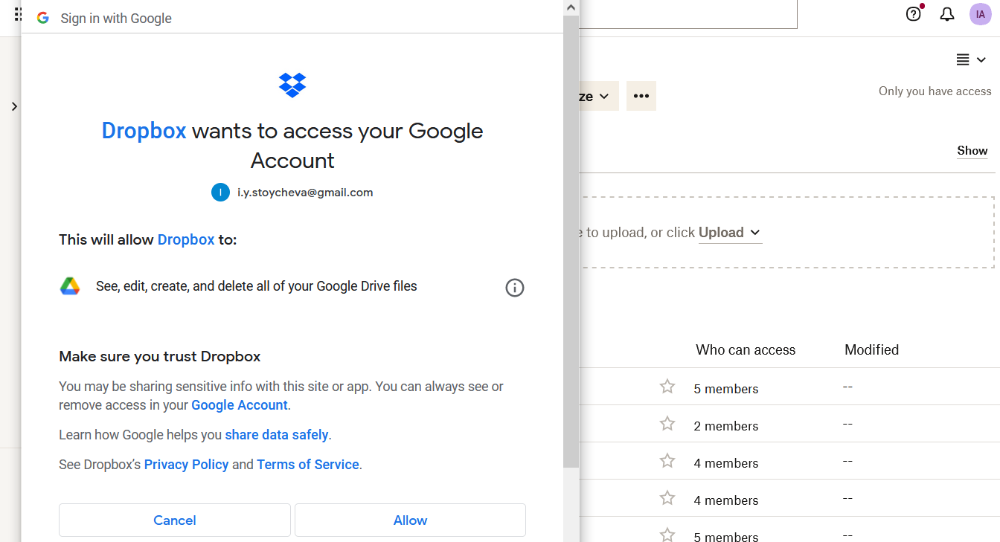 Sign in with Google
IA
Only you have access
ze
Show
Dropbox wants to access your Google
Account
I
i.y.stoycheva@gmail.com
This will allow Dropbox to:
e to upload, or click Upload
See, edit, create, and delete all of your Google Drive files
Make sure you trust Dropbox
You may be sharing sensitive info with this site or app. You can always see or
remove access in your Google Account.
Learn how Google helps you share data safely.
See Dropbox’s Privacy Policy and Terms of Service.
Cancel
Allow
Who can access
Modified
5 members
--
2 members
--
4 members
--
4 members
--
5 members
--